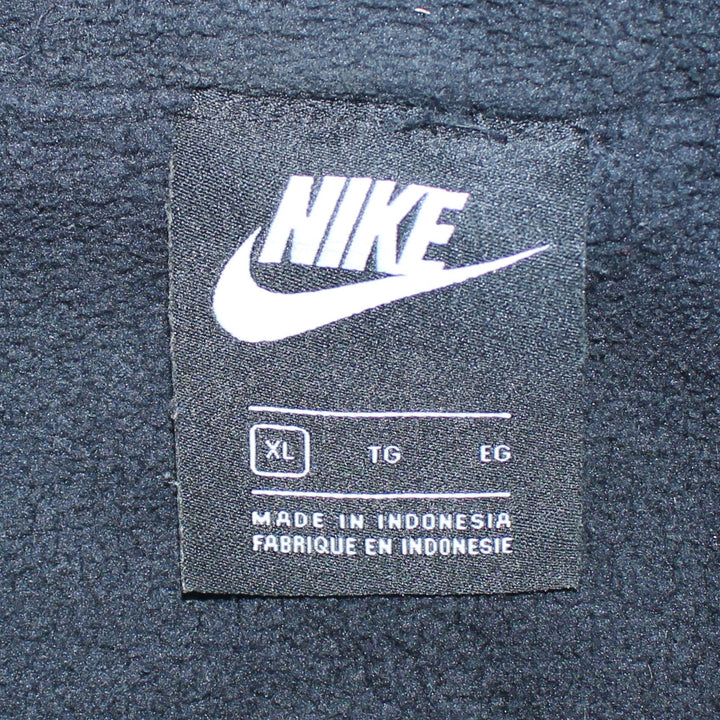 NIKE
XL TG EG
MADE IN INDONESIA
FABRIQUE EN INDONESIE